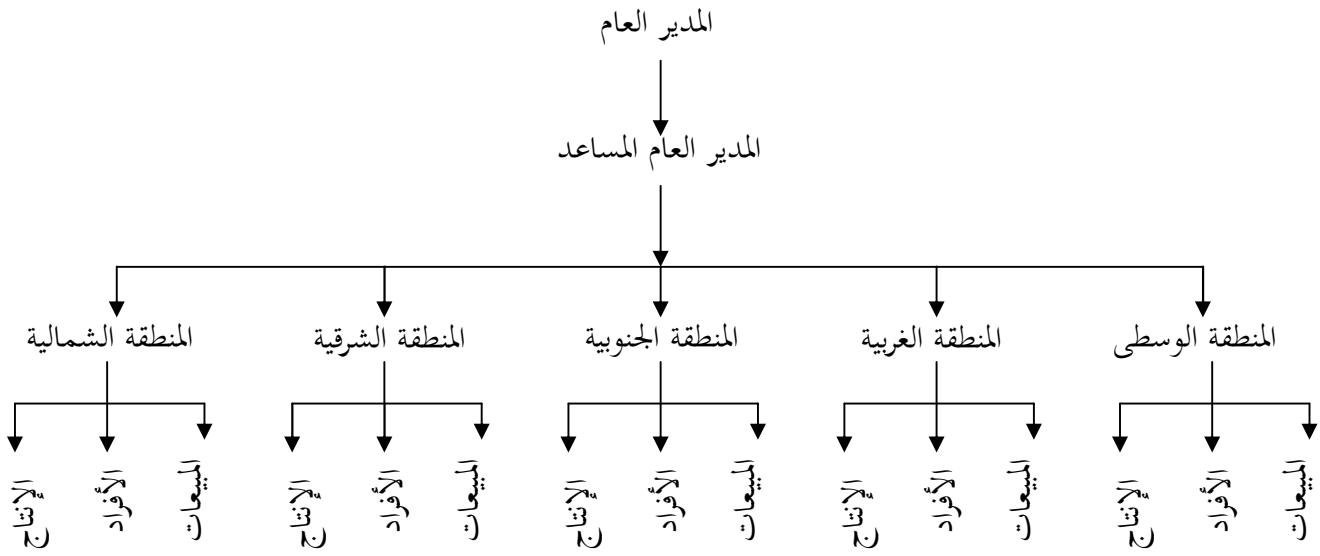 المدير العام
المدير العام المساعد
المنطقة الوسطى
المنطقة الغربية
المنطقة الجنوبية
المنطقة الشرقية
المنطقة الشمالية
المبيعات
الأفراد
الإنتاج
المبيعات
الأفراد
الإنتاج
المبيعات
الأفراد
الإنتاج
المبيعات
الأفراد
الإنتاج
المبيعات
الأفراد
الإنتاج